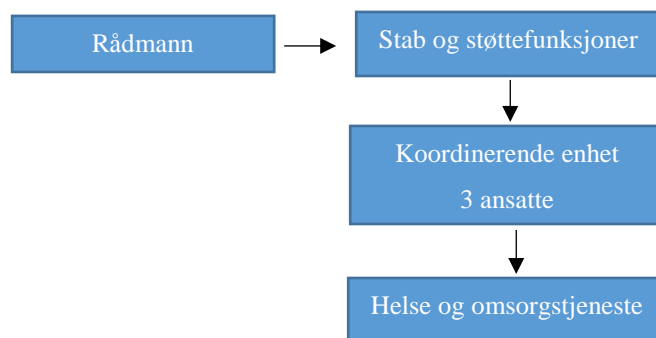 Rådmann
Stab og støttefunksjoner
Koordinerende enhet
3 ansatte
Helse og omsorgstjeneste